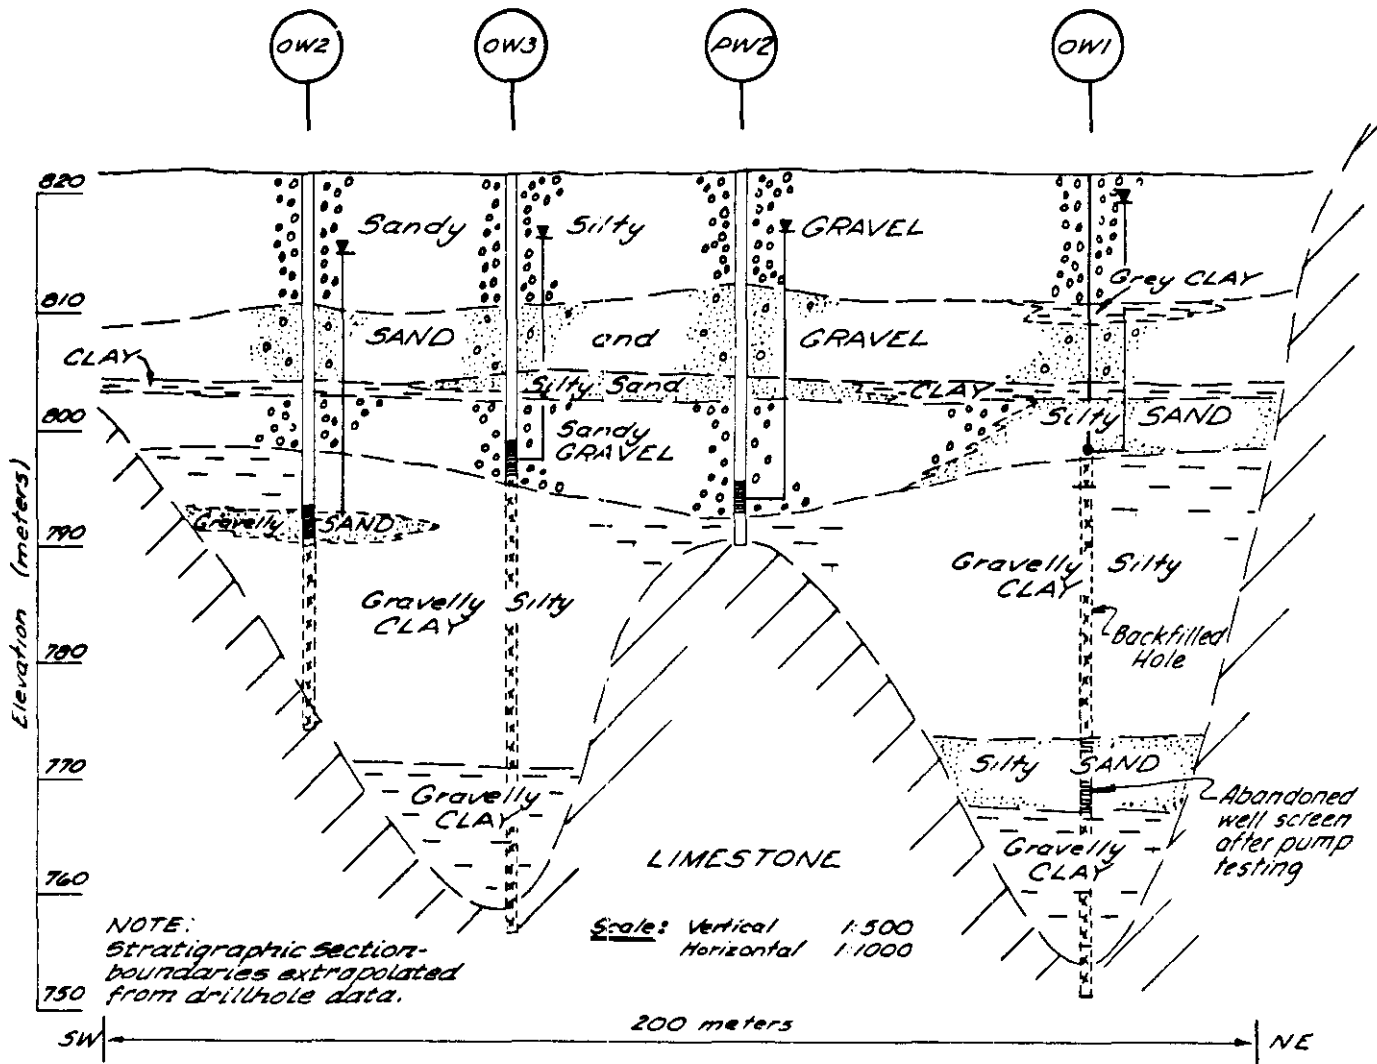 OW2 OW3 PW2 OW1
820
Sandy Silty GRAVEL
Grey CLAY
810
SAND and GRAVEL
CLAY
Silty Sand CLAY
Silty SAND
800
Sandy
GRAVEL
Gravelly SAND
790
Gravelly Silty
CLAY
Gravelly Silty
CLAY
Backfilled
Hole
780
Elevation (meters)
770
Silty SAND
Gravelly
CLAY
Abandoned
well screen
after pump
testing
Gravelly
CLAY
LIMESTONE
760
NOTE:
Stratigraphic Section-
boundaries extrapolated
from drillhole data.
Scale: Vertical 1:500
Horizontal 1:1000
750
SW 200 meters NE